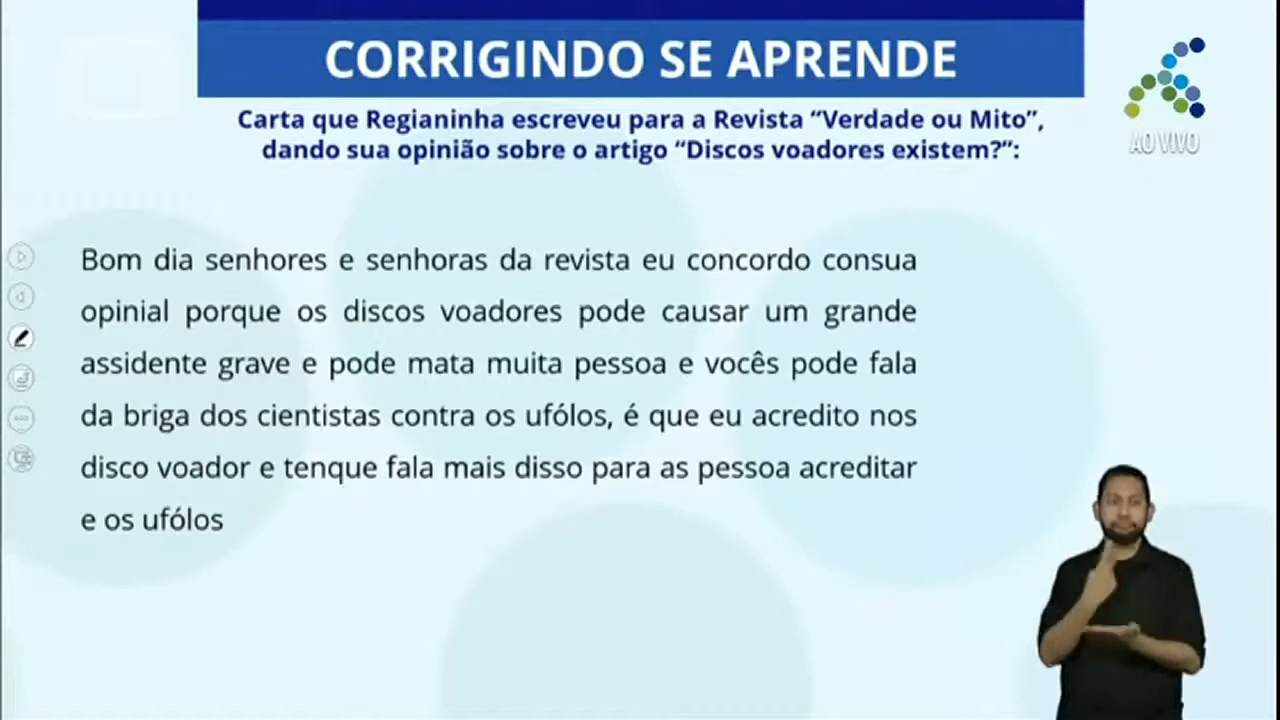 CORRIGINDO SE APRENDE
Carta que Regianinha escreveu para a Revista “Verdade ou Mito”,
dando sua opinião sobre o artigo “Discos voadores existem?”:
AO VIVO
Bom dia senhores e senhoras da revista eu concordo consua
opinial porque os discos voadores pode causar um grande
assidente grave e pode mata muita pessoa e vocês pode fala
da briga dos cientistas contra os ufólos, é que eu acredito nos
disco voador e tenque fala mais disso para as pessoa acreditar
e os ufólos